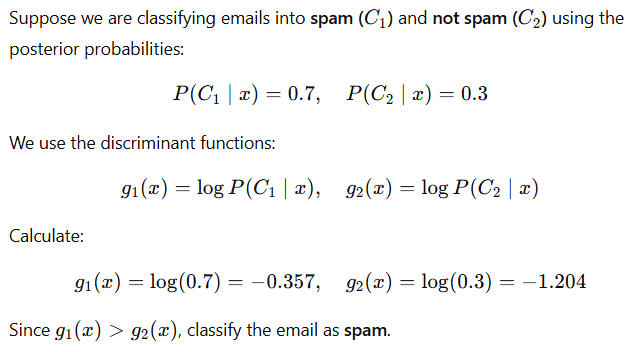 Suppose we are classifying emails into spam (C₁) and not spam (C₂) using the
posterior probabilities:
P(C₁ | x) = 0.7, P(C₂ | x) = 0.3
We use the discriminant functions:
g₁(x) = log P(C₁ | x), g₂(x) = log P(C₂ | x)
Calculate:
g₁(x) = log(0.7) = −0.357, g₂(x) = log(0.3) = −1.204
Since g₁(x) > g₂(x), classify the email as spam.